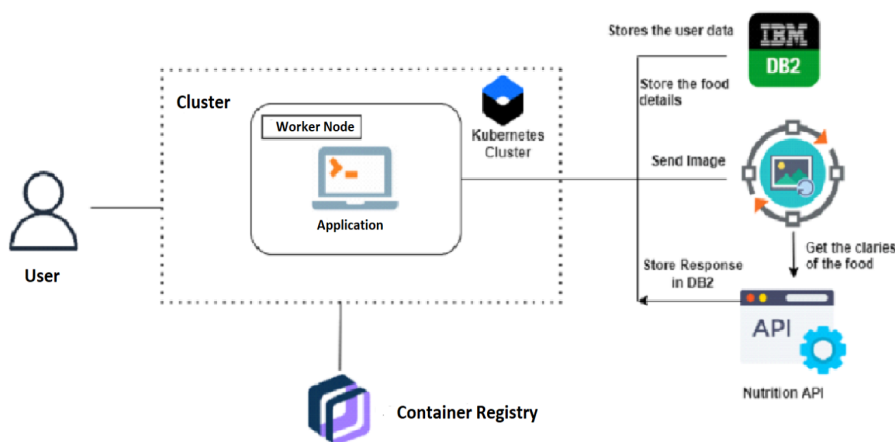 Stores the user data
IBM
DB2
Store the food
details
Cluster
Worker Node
Kubernetes
Cluster
Send Image
Application
User
Get the claries
of the food
Store Response
in DB2
API
Nutrition API
Container Registry